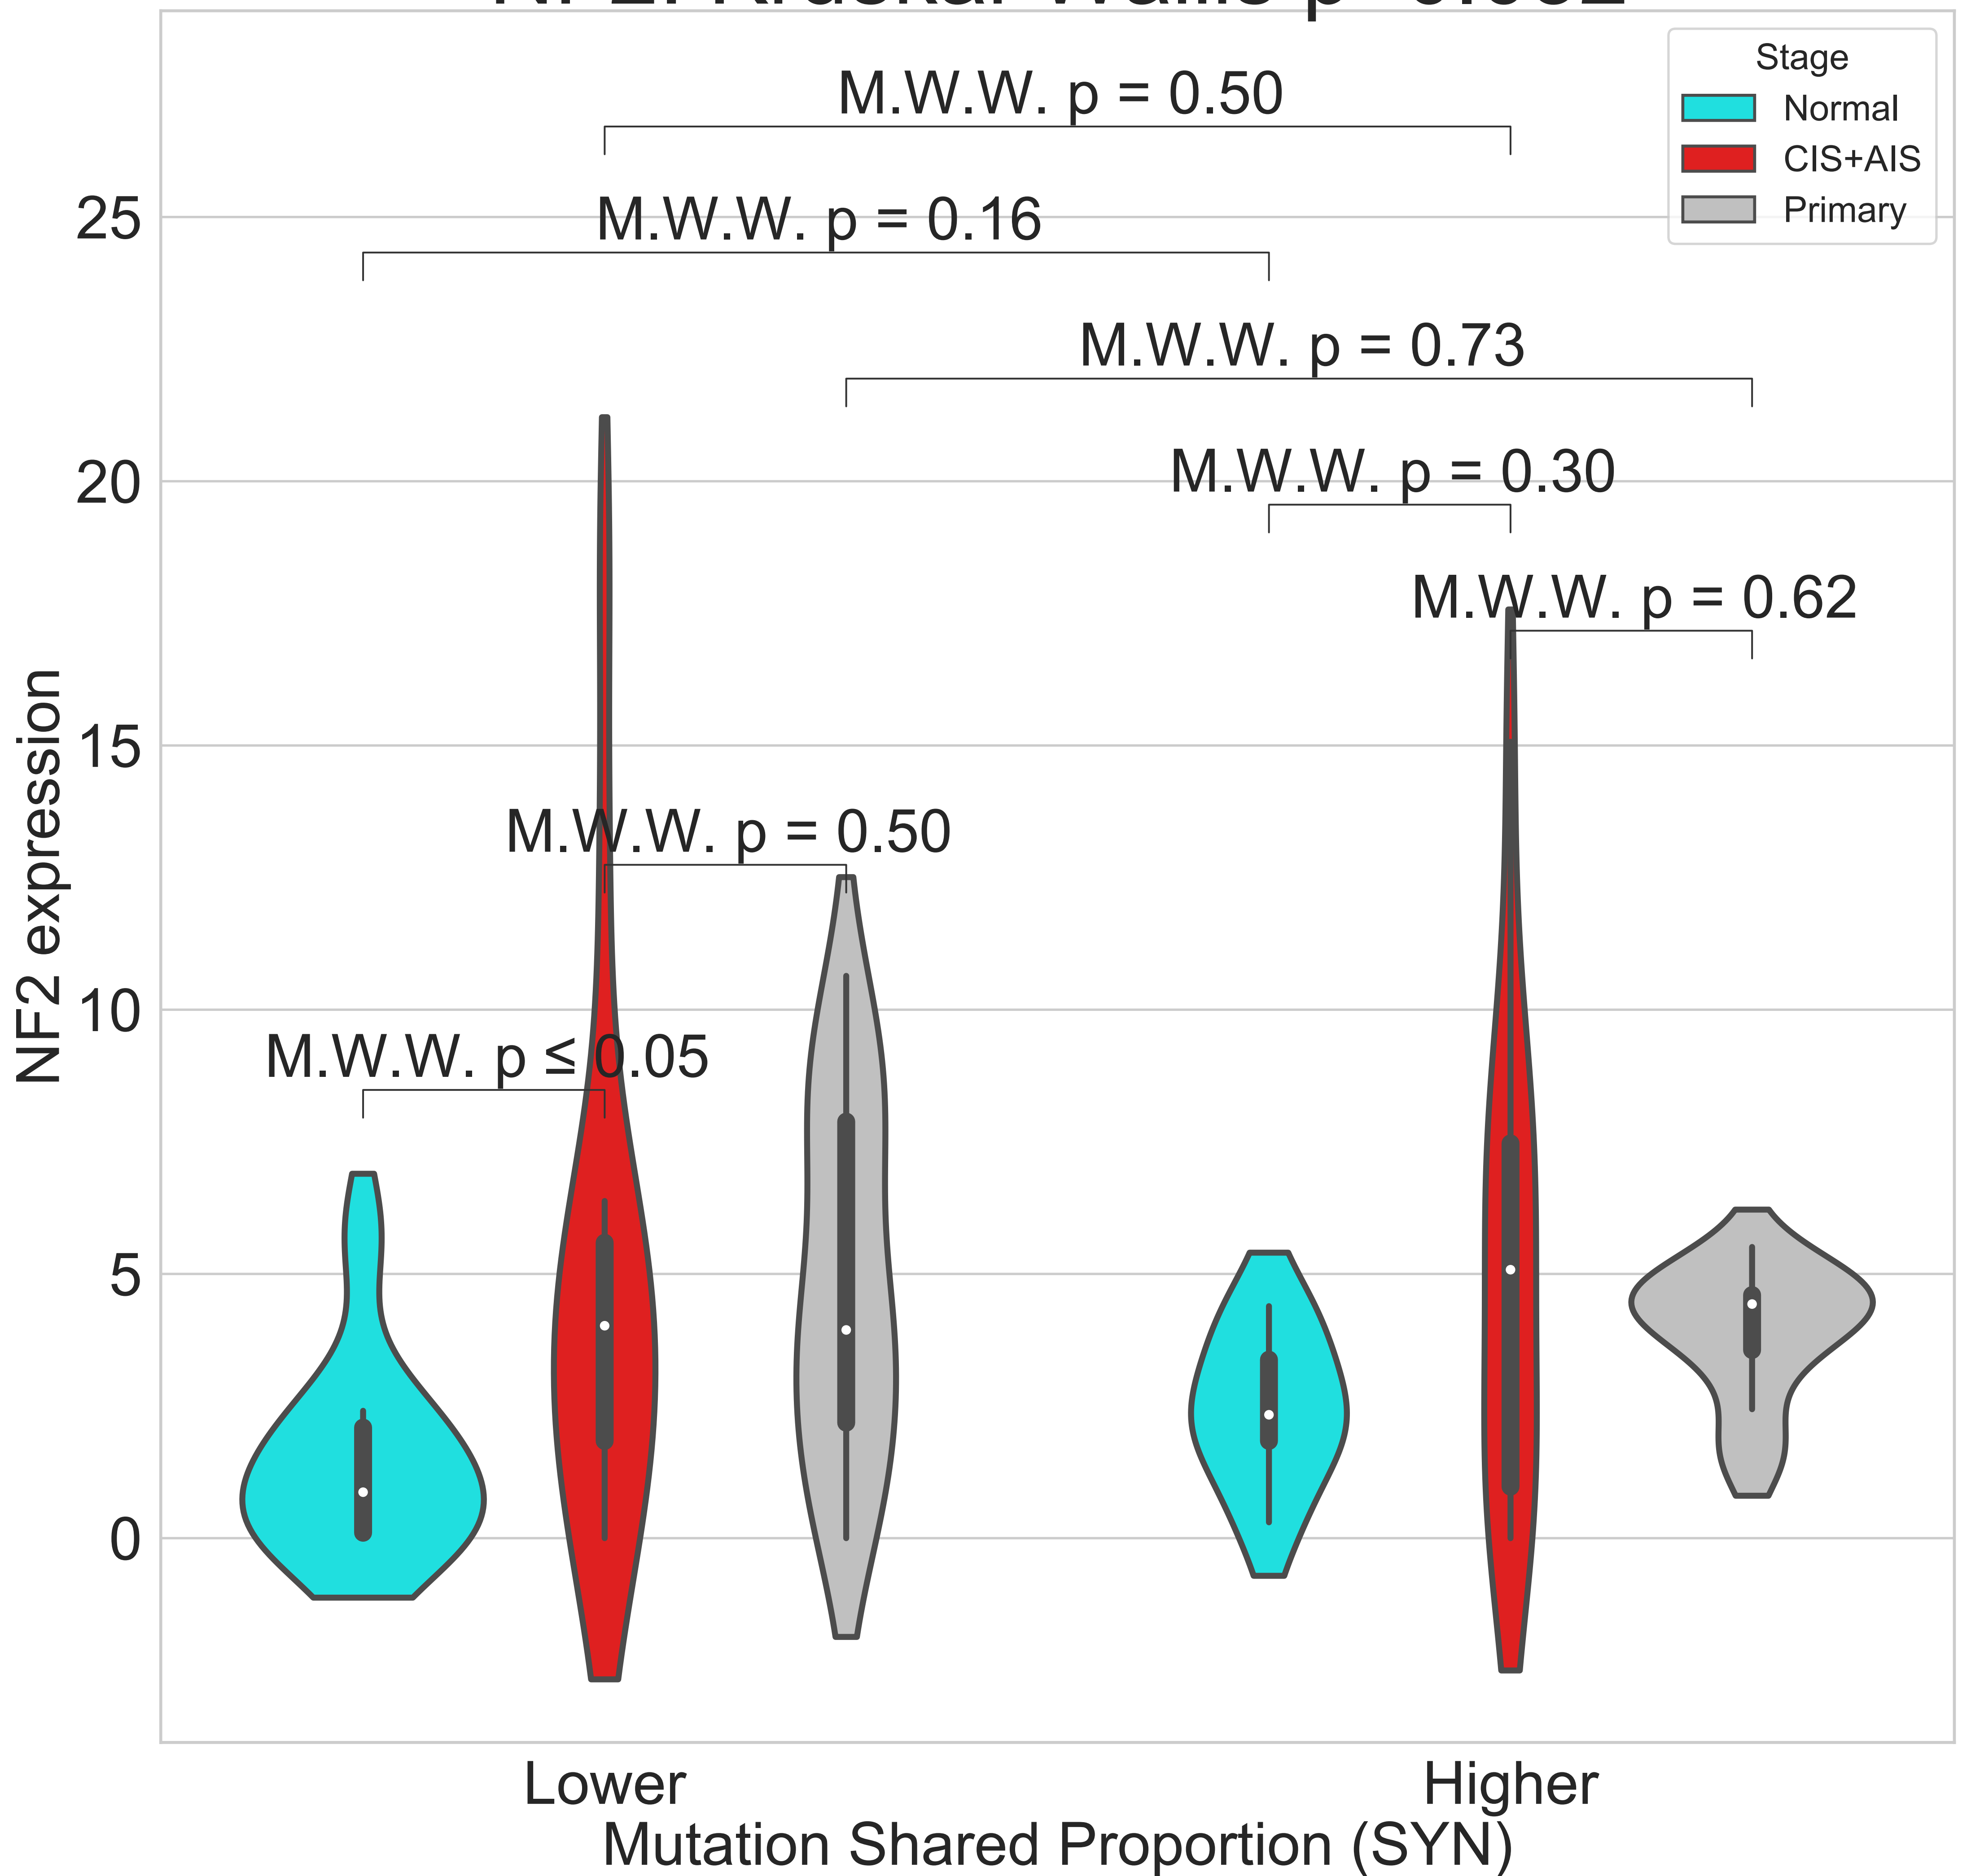 Stage
Normal
CIS+AIS
Primary
M.W.W. p = 0.50
M.W.W. p = 0.16
M.W.W. p = 0.73
M.W.W. p = 0.30
M.W.W. p = 0.62
M.W.W. p = 0.50
M.W.W. p ≤ 0.05
NF2 expression
25
20
15
10
5
0
Lower
Higher
Mutation Shared Proportion (SYN)